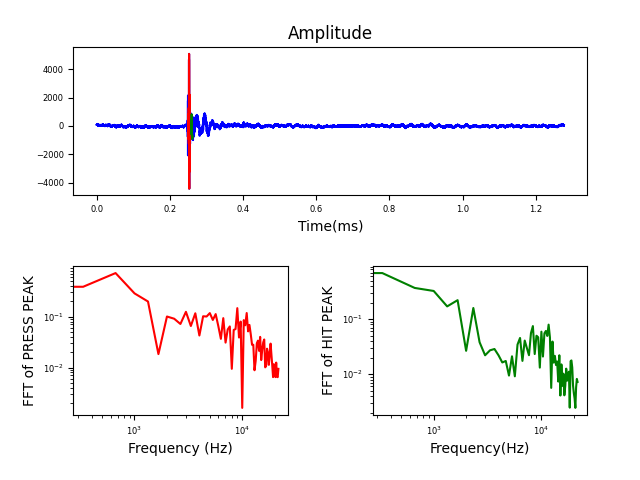 Amplitude
4000
2000
0
−2000
−4000
0.0 0.2 0.4 0.6 0.8 1.0 1.2
Time(ms)
FFT of PRESS PEAK
10⁻¹
10⁻²
10³ 10⁴
Frequency (Hz)
FFT of HIT PEAK
10⁻¹
10⁻²
10³ 10⁴
Frequency(Hz)